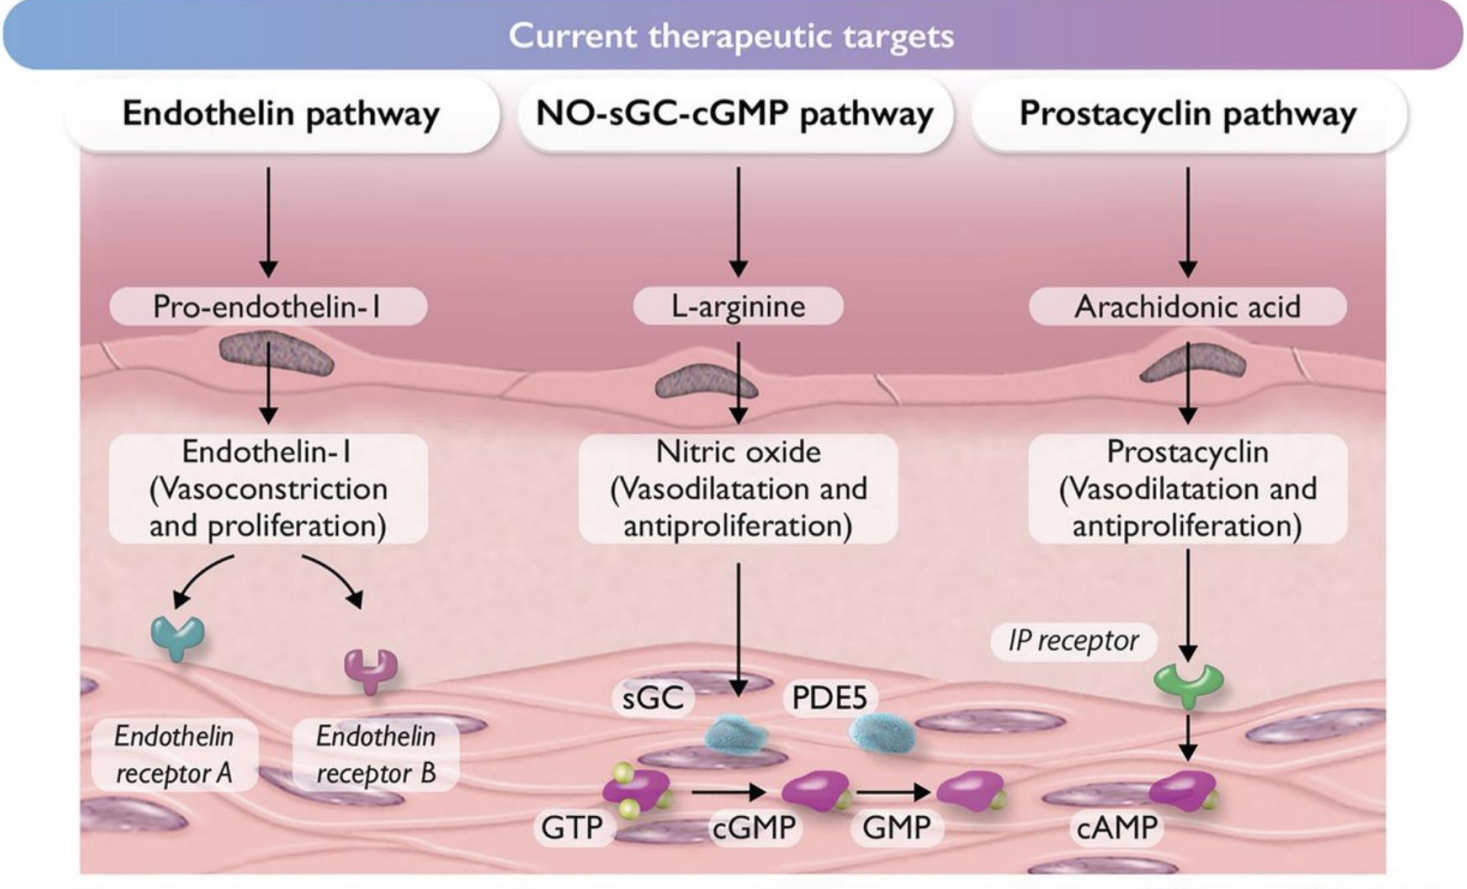 Current therapeutic targets
Endothelin pathway
NO-sGC-cGMP pathway
Prostacyclin pathway
Pro-endothelin-1
L-arginine
Arachidonic acid
Endothelin-1
(Vasoconstriction
and proliferation)
Nitric oxide
(Vasodilatation and
antiproliferation)
Prostacyclin
(Vasodilatation and
antiproliferation)
IP receptor
sGC
PDE5
Endothelin
receptor A
Endothelin
receptor B
GTP
cGMP
GMP
cAMP